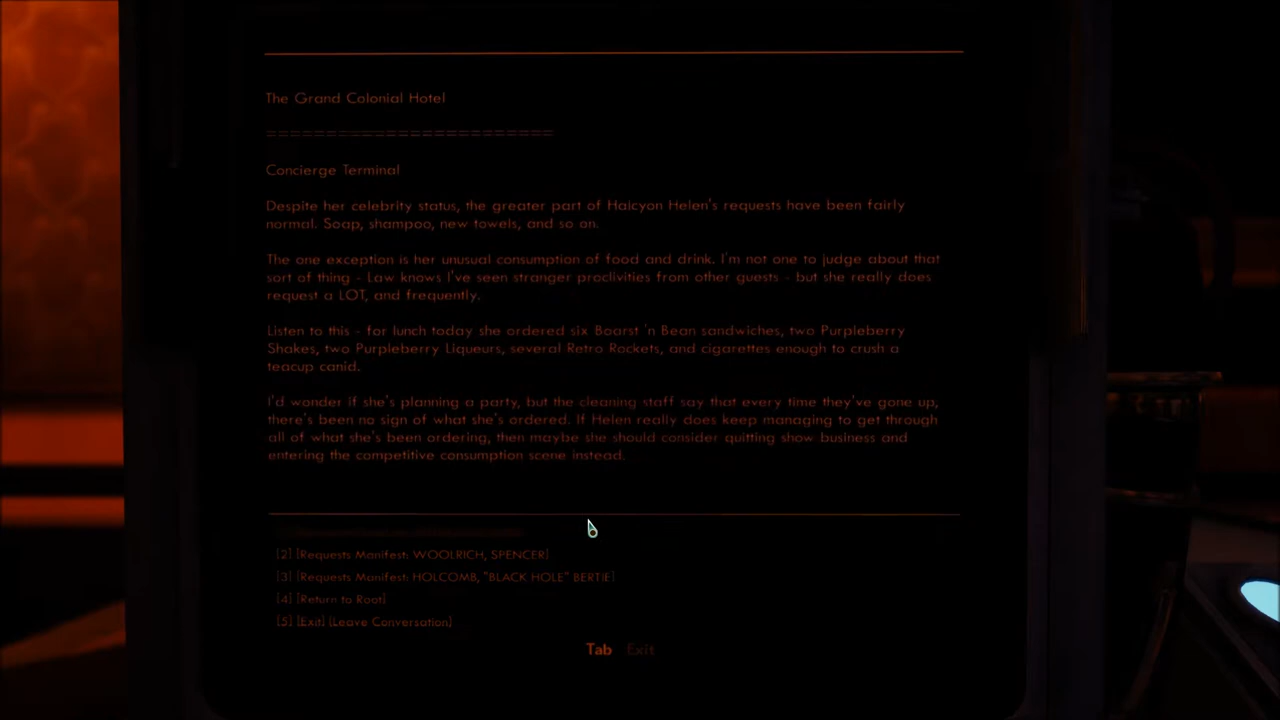 The Grand Colonial Hotel
========================
Concierge Terminal
Despite her celebrity status, the greater part of Halcyon Helen's requests have been fairly
normal. Soap, shampoo, new towels, and so on.
The one exception is her unusual consumption of food and drink. I'm not one to judge about that
sort of thing - Law knows I've seen stranger proclivities from other guests - but she really does
request a LOT, and frequently.
Listen to this - for lunch today she ordered six Boarst 'n Bean sandwiches, two Purpleberry
Shakes, two Purpleberry Liqueurs, several Retro Rockets, and cigarettes enough to crush a
teacup canid.
I'd wonder if she's planning a party, but the cleaning staff say that every time they've gone up,
there's been no sign of what she's ordered. If Helen really does keep managing to get through
all of what she's been ordering, then maybe she should consider quitting show business and
entering the competitive consumption scene instead.
[2] [Requests Manifest: WOOLRICH, SPENCER]
[3] [Requests Manifest: HOLCOMB, "BLACK HOLE" BERTIE]
[4] [Return to Root]
[5] [Exit] [Leave Conversation]
Tab Exit